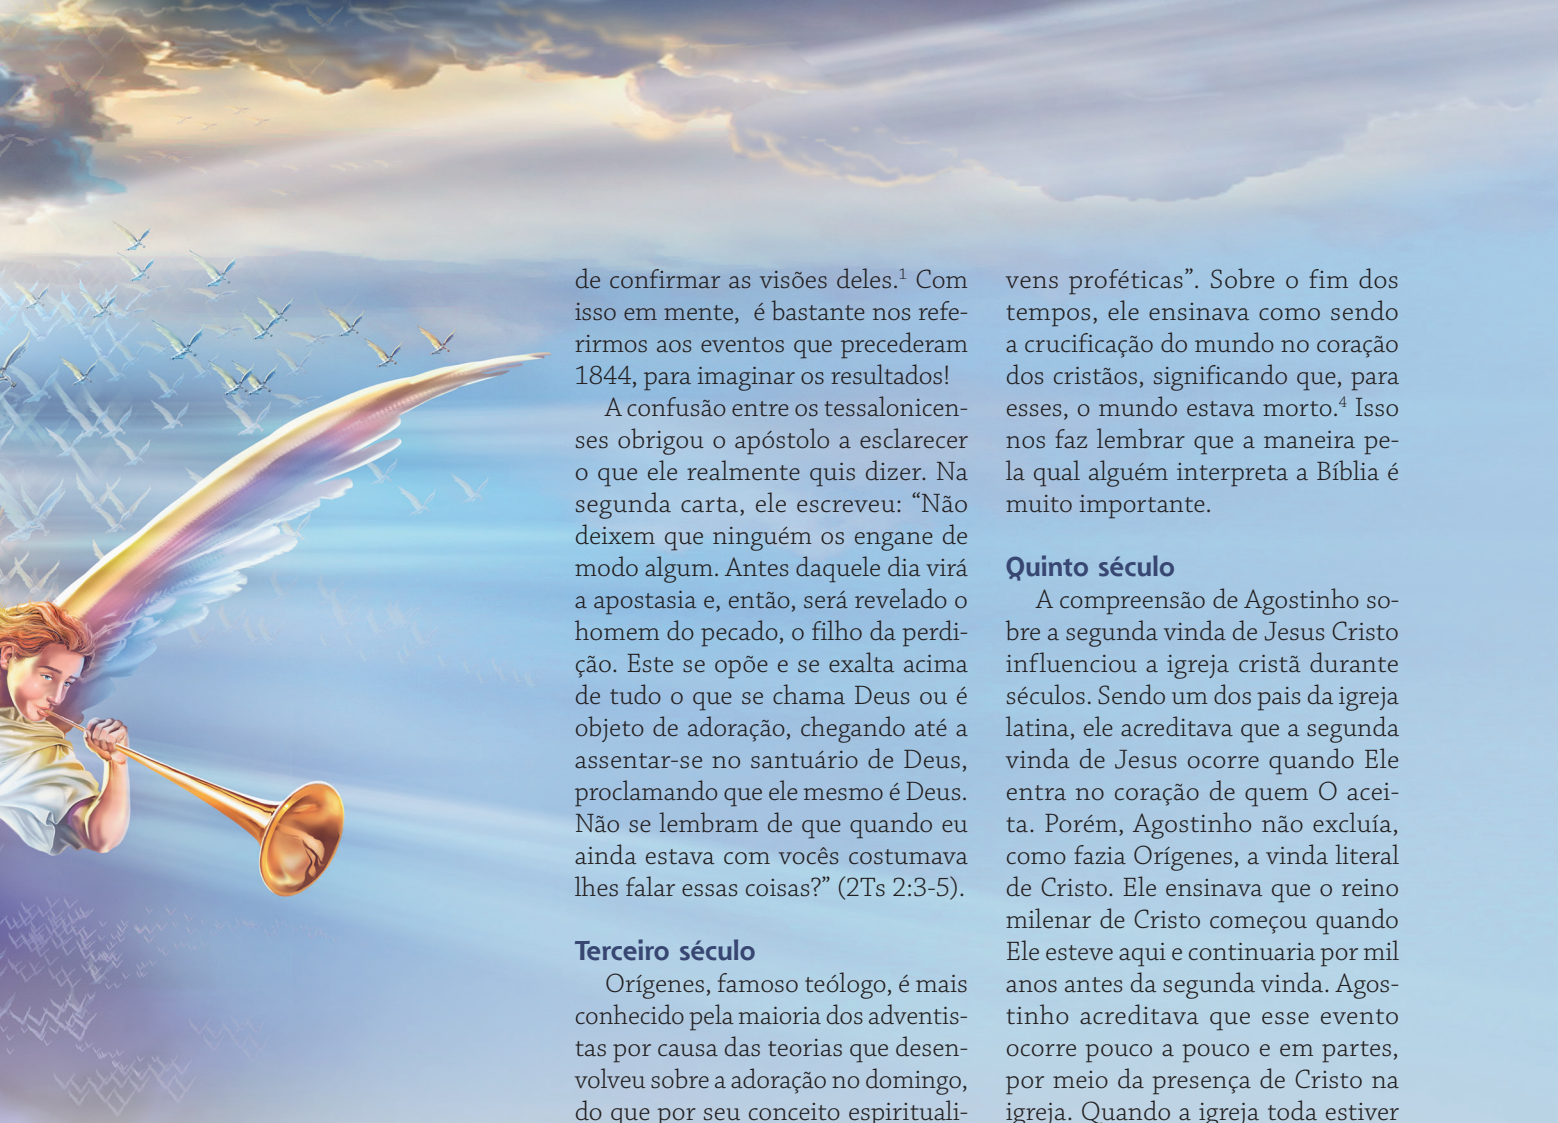 de confirmar as visões deles.¹ Com
isso em mente, é bastante nos refe-
rirmos aos eventos que precederam
1844, para imaginar os resultados!
A confusão entre os tessalonicen-
ses obrigou o apóstolo a esclarecer
o que ele realmente quis dizer. Na
segunda carta, ele escreveu: “Não
deixem que ninguém os engane de
modo algum. Antes daquele dia virá
a apostasia e, então, será revelado o
homem do pecado, o filho da perdi-
ção. Este se opõe e se exalta acima
de tudo o que se chama Deus ou é
objeto de adoração, chegando até a
assentar-se no santuário de Deus,
proclamando que ele mesmo é Deus.
Não se lembram de que quando eu
ainda estava com vocês costumava
lhes falar essas coisas?” (2Ts 2:3-5).
Terceiro século
Orígenes, famoso teólogo, é mais
conhecido pela maioria dos adventis-
tas por causa das teorias que desen-
volveu sobre a adoração no domingo,
do que por seu conceito espirituali-
vens proféticas”. Sobre o fim dos
tempos, ele ensinava como sendo
a crucificação do mundo no coração
dos cristãos, significando que, para
esses, o mundo estava morto.⁴ Isso
nos faz lembrar que a maneira pe-
la qual alguém interpreta a Bíblia é
muito importante.
Quinto século
A compreensão de Agostinho so-
bre a segunda vinda de Jesus Cristo
influenciou a igreja cristã durante
séculos. Sendo um dos pais da igreja
latina, ele acreditava que a segunda
vinda de Jesus ocorre quando Ele
entra no coração de quem O acei-
ta. Porém, Agostinho não excluía,
como fazia Orígenes, a vinda literal
de Cristo. Ele ensinava que o reino
milenar de Cristo começou quando
Ele esteve aqui e continuaria por mil
anos antes da segunda vinda. Agos-
tinho acreditava que esse evento
ocorre pouco a pouco e em partes,
por meio da presença de Cristo na
igreja. Quando a igreja toda estiver